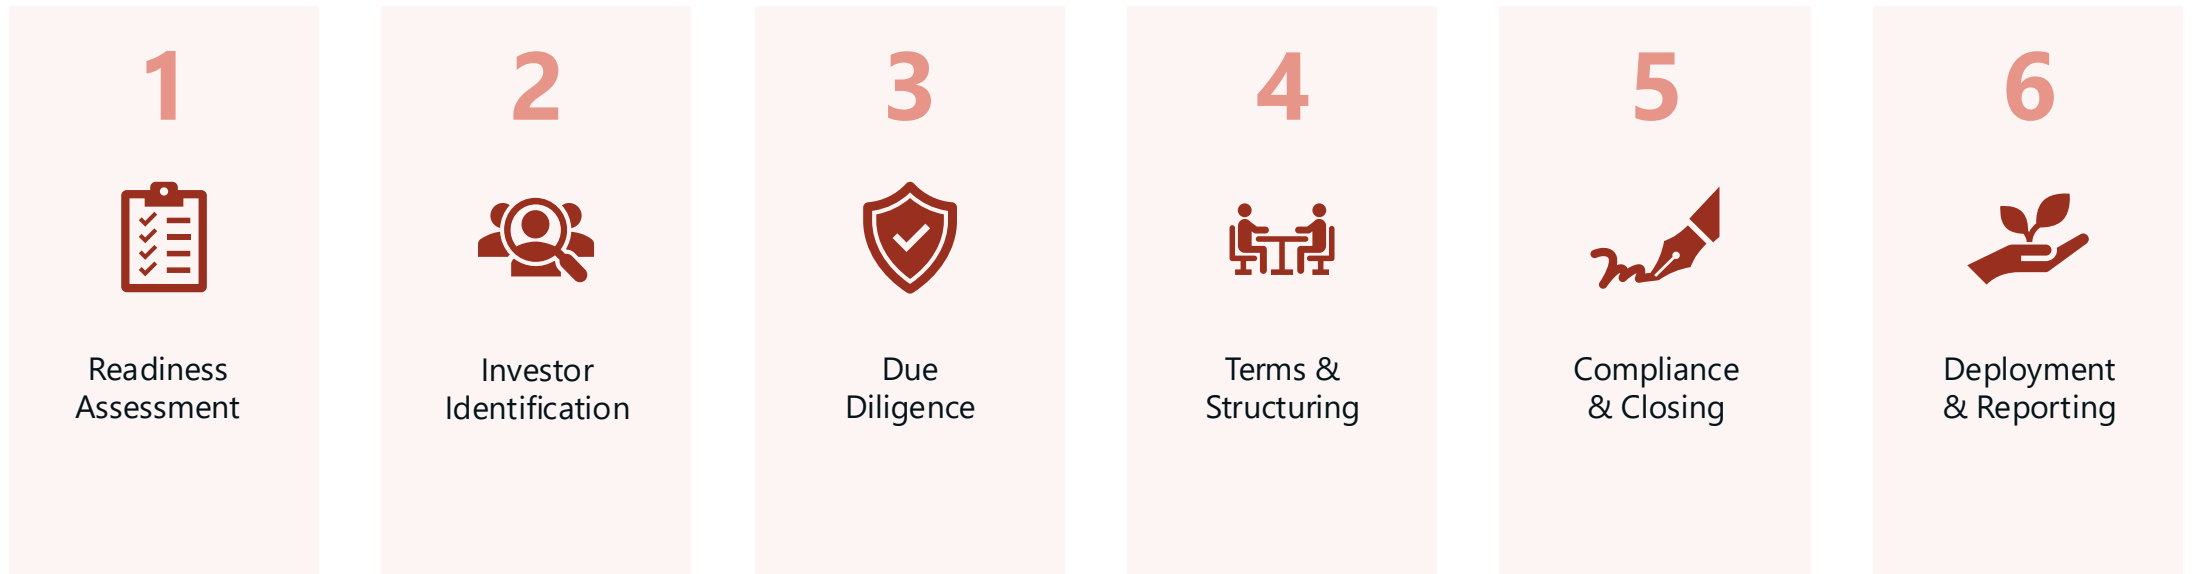 1
Readiness
Assessment
2
Investor
Identification
3
Due
Diligence
4
Terms &
Structuring
5
Compliance
& Closing
6
Deployment
& Reporting